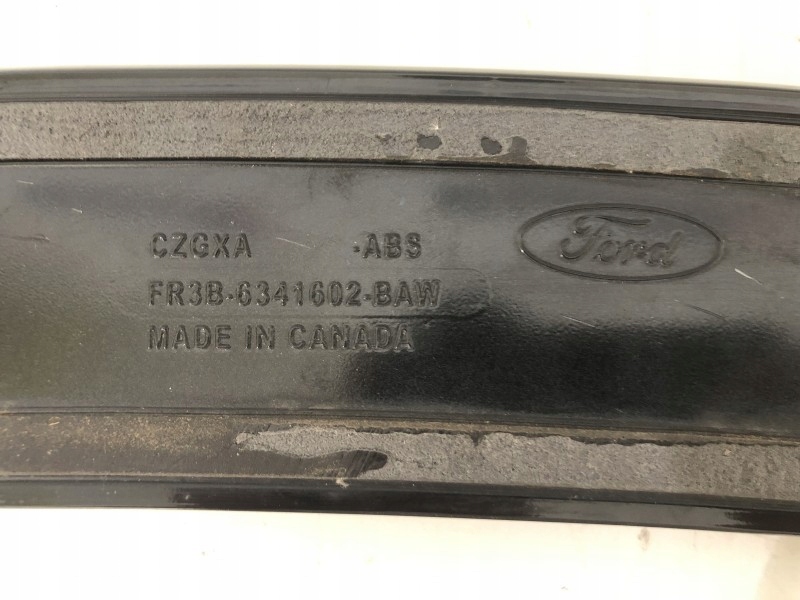 CZGXA -ABS
Ford
FR3B-6341602-BAW
MADE IN CANADA